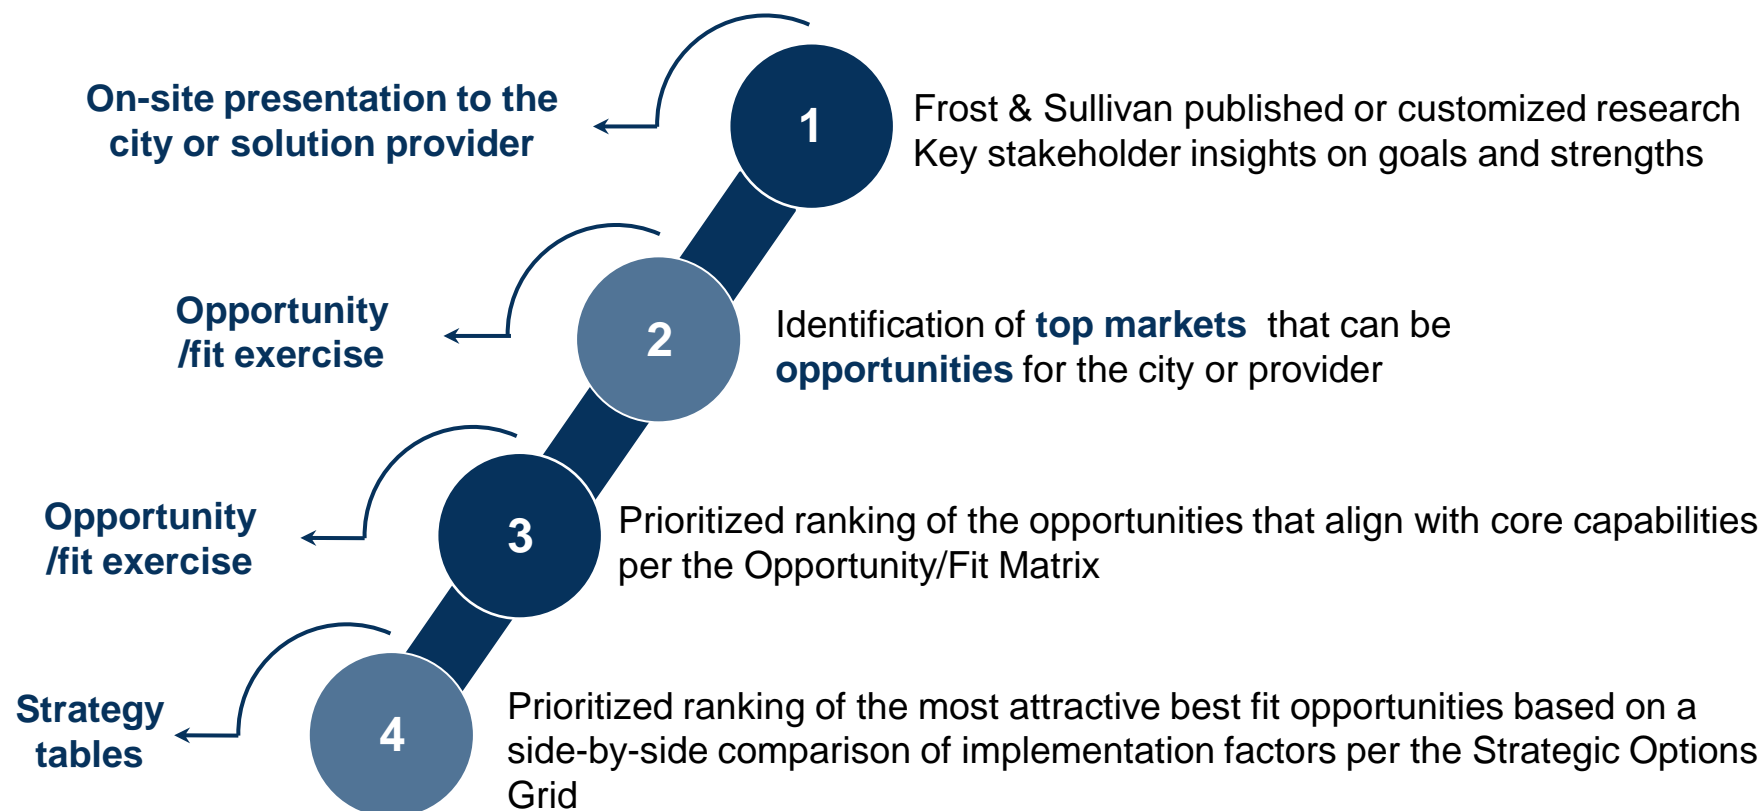 On-site presentation to the
city or solution provider
1
Frost & Sullivan published or customized research
Key stakeholder insights on goals and strengths
Opportunity
/fit exercise
2
Identification of top markets that can be
opportunities for the city or provider
Opportunity
/fit exercise
3
Prioritized ranking of the opportunities that align with core capabilities
per the Opportunity/Fit Matrix
Strategy
tables
4
Prioritized ranking of the most attractive best fit opportunities based on a
side-by-side comparison of implementation factors per the Strategic Options
Grid